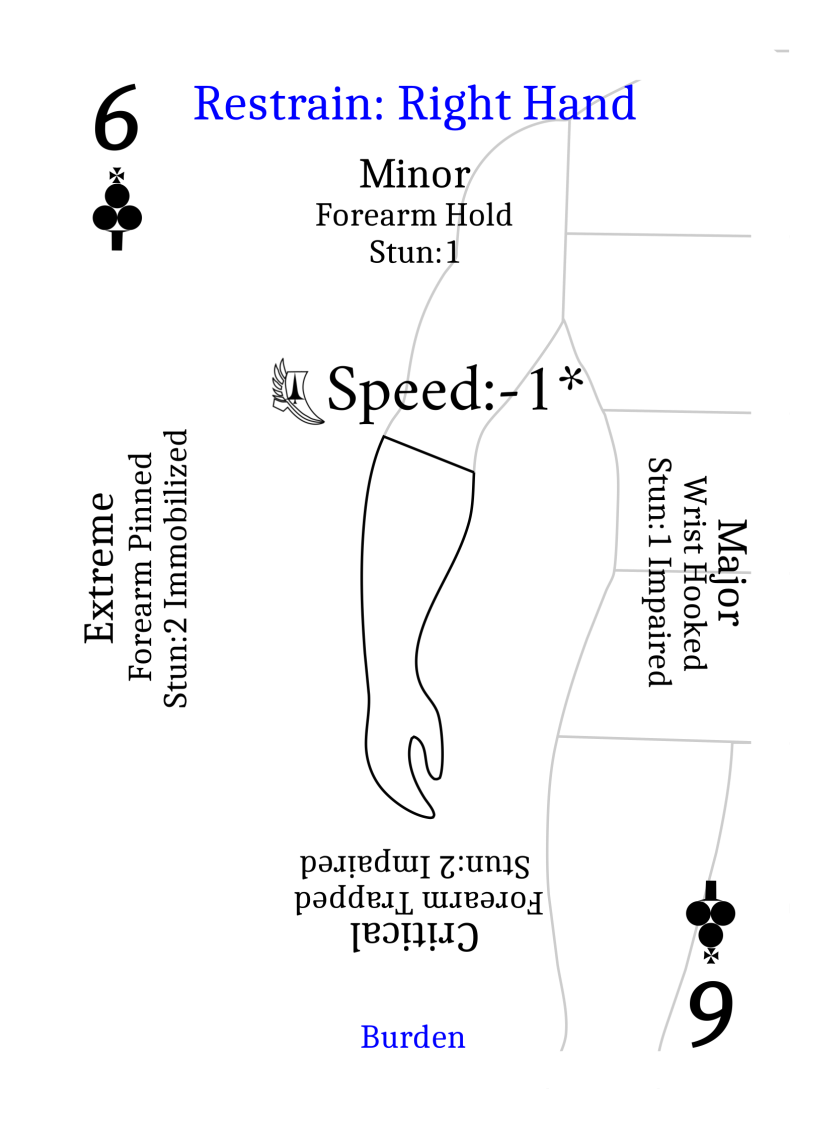 6
Restrain: Right Hand
Minor
Forearm Hold
Stun:1
Speed:-1*
Extreme
Forearm Pinned
Stun:2 Immobilized
Major
Wrist Hooked
Stun:1 Impaired
Critical
Forearm Trapped
Stun:2 Impaired
Burden
6